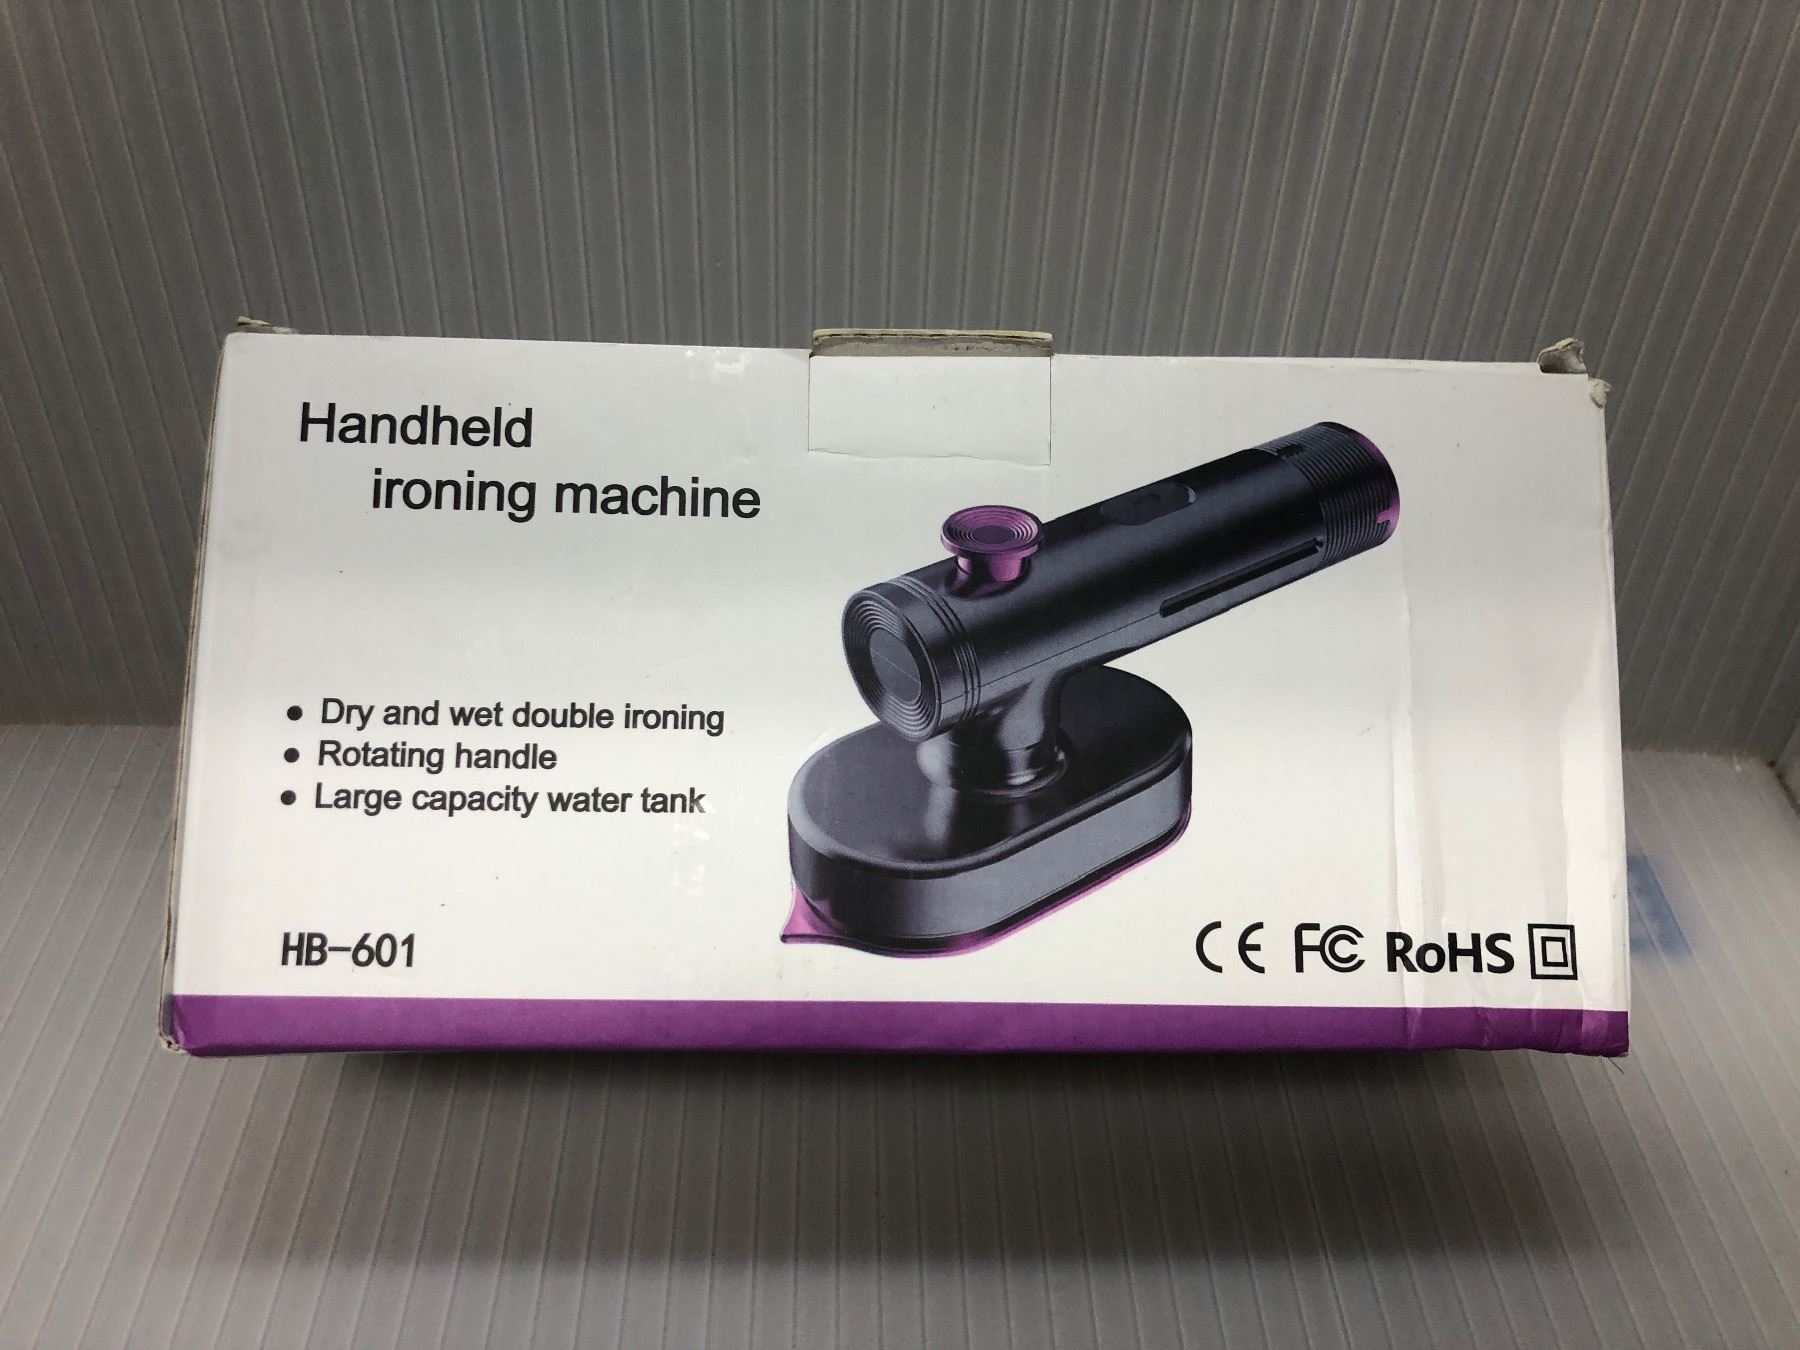 Handheld
ironing machine
• Dry and wet double ironing
• Rotating handle
• Large capacity water tank
HB-601
CE FC RoHS